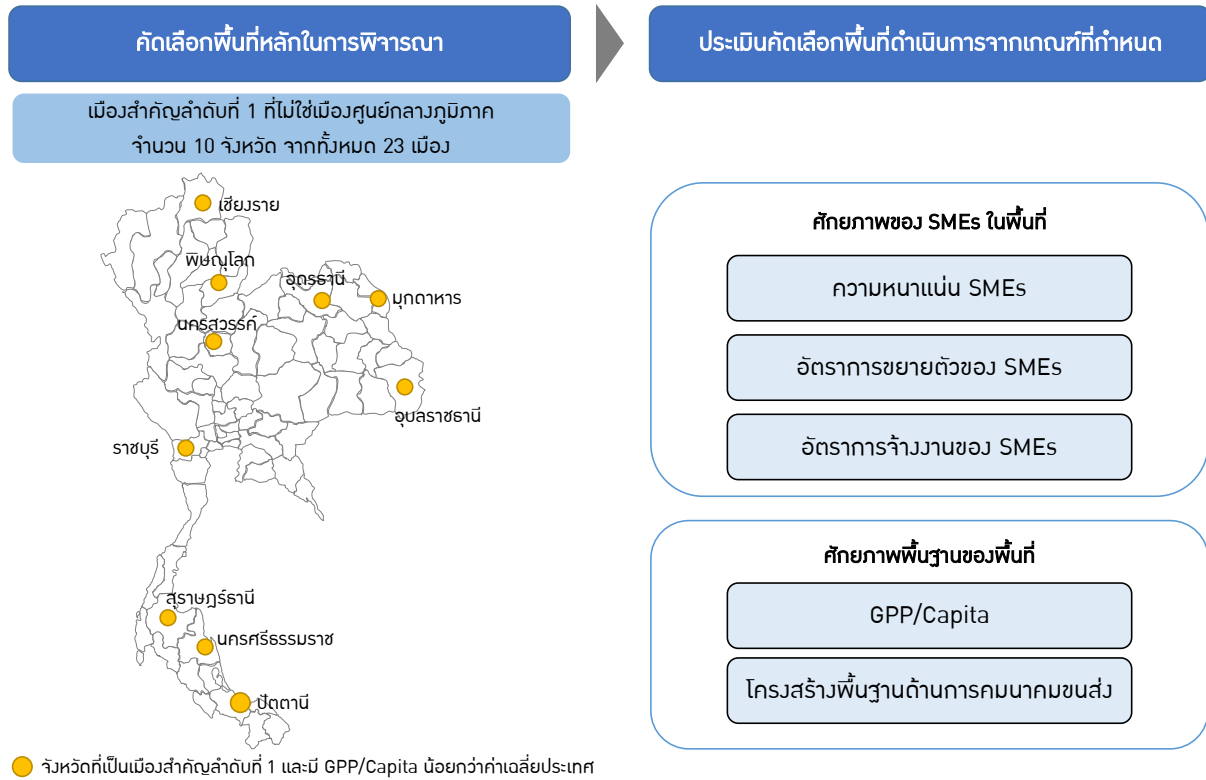 คัดเลือกพื้นที่หลักในการพิจารณา
ประเมินคัดเลือกพื้นที่ดำเนินการจากเกณฑ์ที่กำหนด
เมืองสำคัญลำดับที่ 1 ที่ไม่ใช่เมืองศูนย์กลางภูมิภาค
จำนวน 10 จังหวัด จากทั้งหมด 23 เมือง
เชียงราย
พิษณุโลก
อุดรธานี
มุกดาหาร
นครสวรรค์
อุบลราชธานี
ราชบุรี
สุราษฎร์ธานี
นครศรีธรรมราช
ปัตตานี
จังหวัดที่เป็นเมืองสำคัญลำดับที่ 1 และมี GPP/Capita น้อยกว่าค่าเฉลี่ยประเทศ
ศักยภาพของ SMEs ในพื้นที่
ความหนาแน่น SMEs
อัตราการขยายตัวของ SMEs
อัตราการจ้างงานของ SMEs
ศักยภาพพื้นฐานของพื้นที่
GPP/Capita
โครงสร้างพื้นฐานด้านการคมนาคมขนส่ง